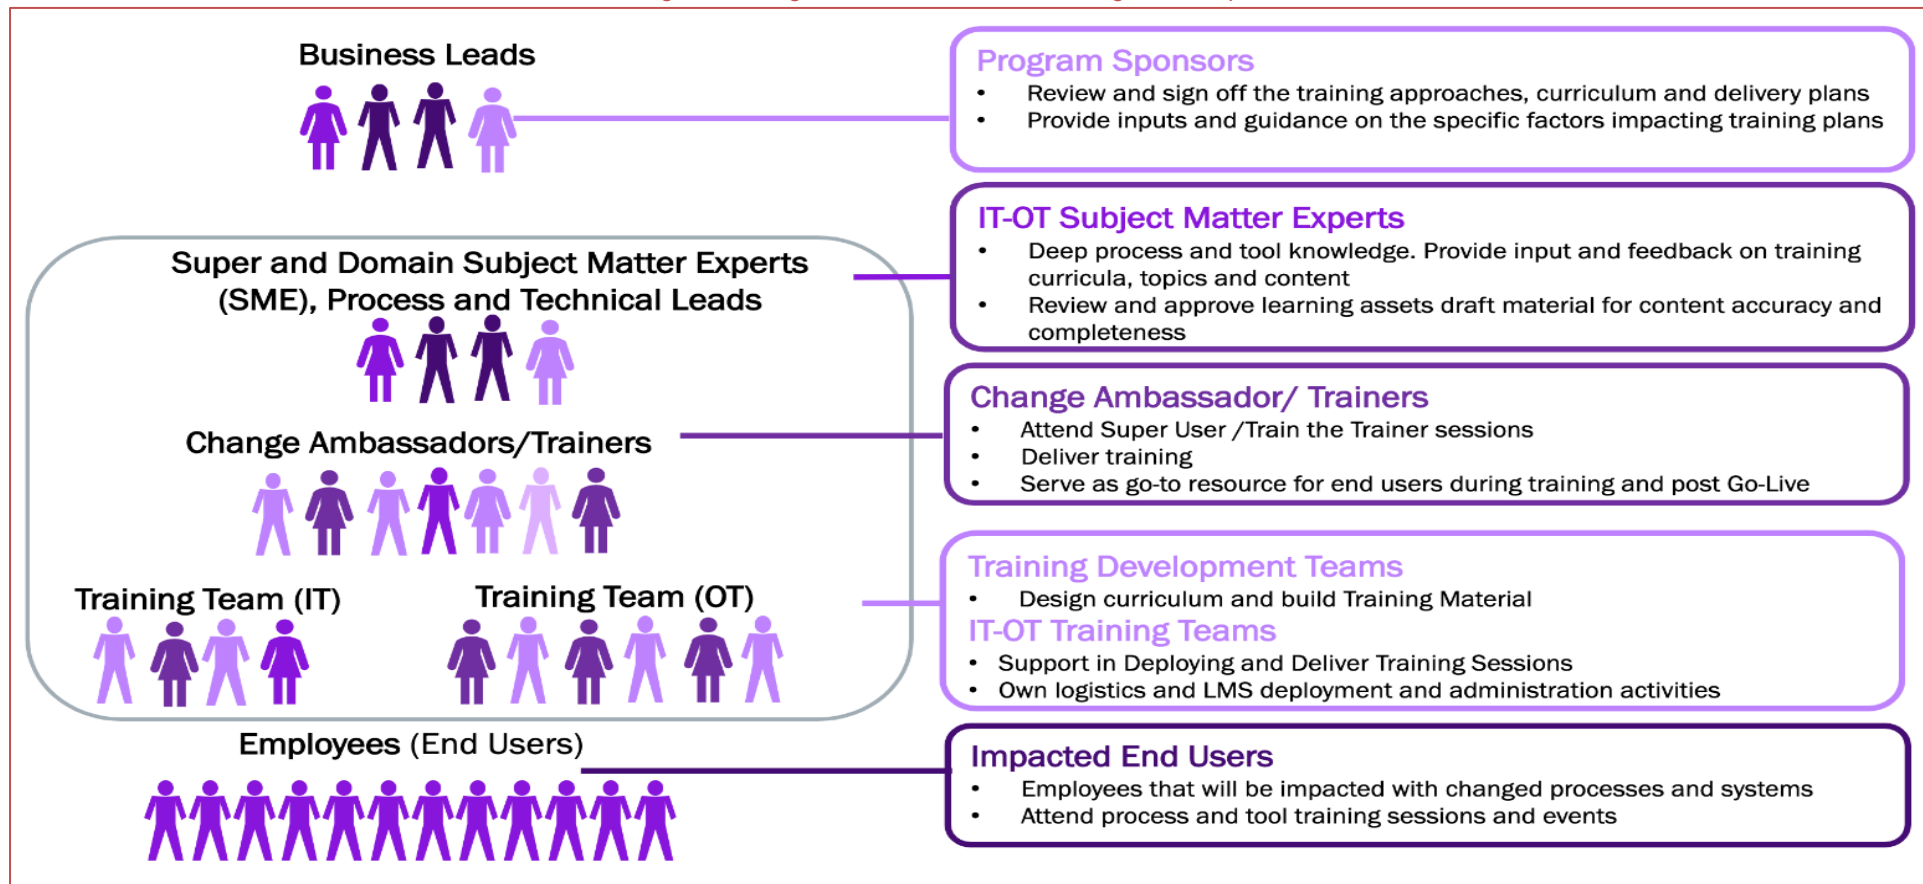 Business Leads
Program Sponsors
• Review and sign off the training approaches, curriculum and delivery plans
• Provide inputs and guidance on the specific factors impacting training plans
Super and Domain Subject Matter Experts
(SME), Process and Technical Leads
IT-OT Subject Matter Experts
• Deep process and tool knowledge. Provide input and feedback on training
curricula, topics and content
• Review and approve learning assets draft material for content accuracy and
completeness
Change Ambassadors/Trainers
Change Ambassador/ Trainers
• Attend Super User /Train the Trainer sessions
• Deliver training
• Serve as go-to resource for end users during training and post Go-Live
Training Team (IT)
Training Team (OT)
Training Development Teams
• Design curriculum and build Training Material
IT-OT Training Teams
• Support in Deploying and Deliver Training Sessions
• Own logistics and LMS deployment and administration activities
Employees (End Users)
Impacted End Users
• Employees that will be impacted with changed processes and systems
• Attend process and tool training sessions and events